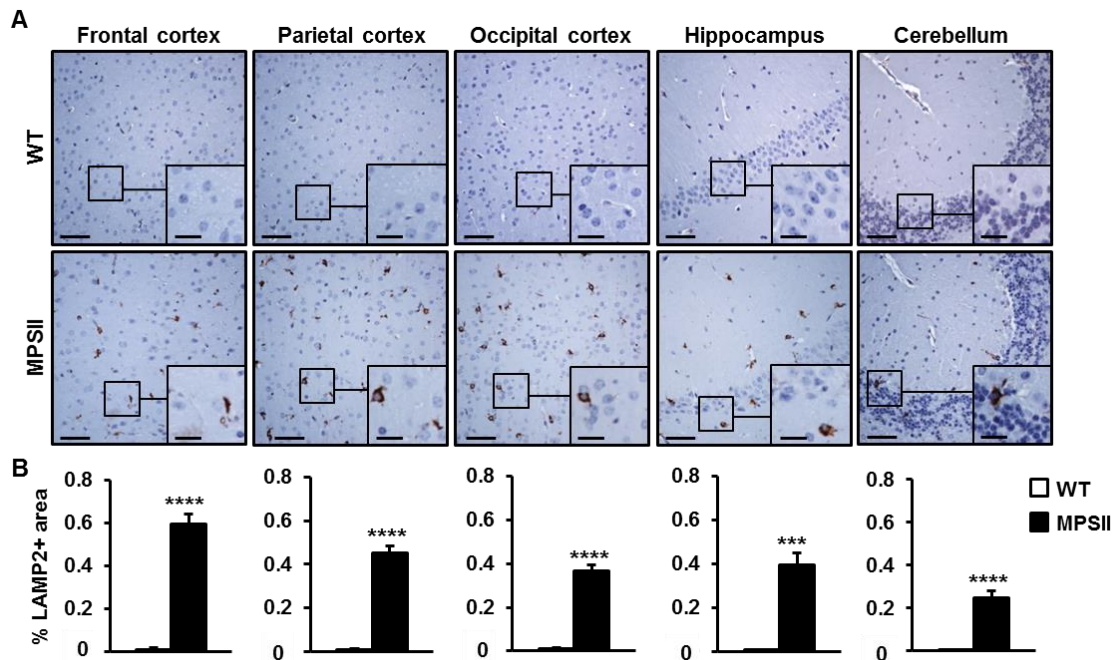 A
Frontal cortex Parietal cortex Occipital cortex Hippocampus Cerebellum
WT
MPSII
B
% LAMP2+ area
0.8 0.8 0.8 0.8 0.8
0.6 0.6 0.6 0.6 0.6
0.4 0.4 0.4 0.4 0.4
0.2 0.2 0.2 0.2 0.2
0 0 0 0 0
**** **** **** *** ****
WT
MPSII